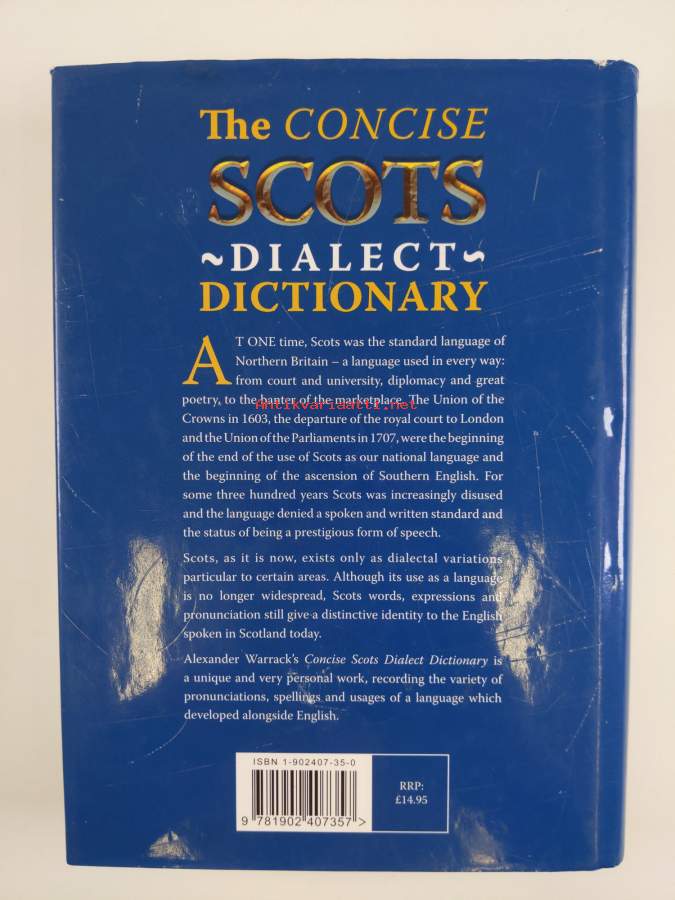 The CONCISE
SCOTS
~DIALECT~
DICTIONARY
AT ONE time, Scots was the standard language of
Northern Britain – a language used in every way:
from court and university, diplomacy and great
poetry, to the banter of the marketplace. The Union of the
Antikvariaatti.net
Crowns in 1603, the departure of the royal court to London
and the Union of the Parliaments in 1707, were the beginning
of the end of the use of Scots as our national language and
the beginning of the ascension of Southern English. For
some three hundred years Scots was increasingly disused
and the language denied a spoken and written standard and
the status of being a prestigious form of speech.
Scots, as it is now, exists only as dialectal variations
particular to certain areas. Although its use as a language
is no longer widespread, Scots words, expressions and
pronunciation still give a distinctive identity to the English
spoken in Scotland today.
Alexander Warrack's Concise Scots Dialect Dictionary is
a unique and very personal work, recording the variety of
pronunciations, spellings and usages of a language which
developed alongside English.
ISBN 1-902407-35-0
9 781902 407357 >
RRP:
£14.95